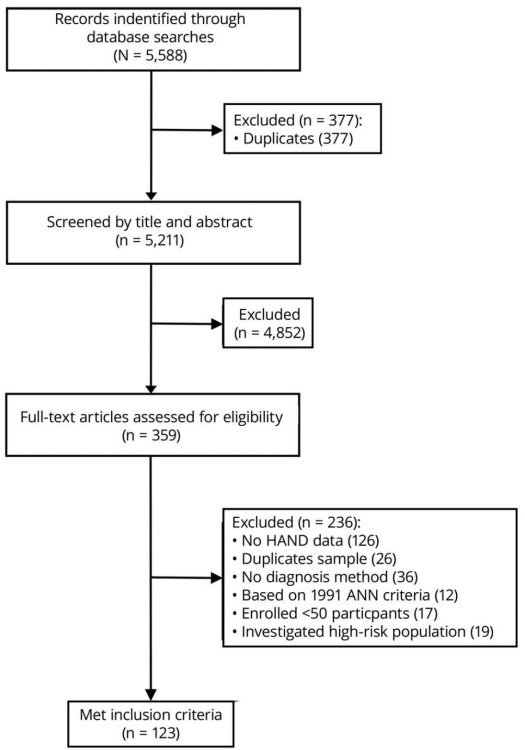 Records indentified through
database searches
(N = 5,588)
Excluded (n = 377):
• Duplicates (377)
Screened by title and abstract
(n = 5,211)
Excluded
(n = 4,852)
Full-text articles assessed for eligibility
(n = 359)
Excluded (n = 236):
• No HAND data (126)
• Duplicates sample (26)
• No diagnosis method (36)
• Based on 1991 ANN criteria (12)
• Enrolled <50 particpants (17)
• Investigated high-risk population (19)
Met inclusion criteria
(n = 123)